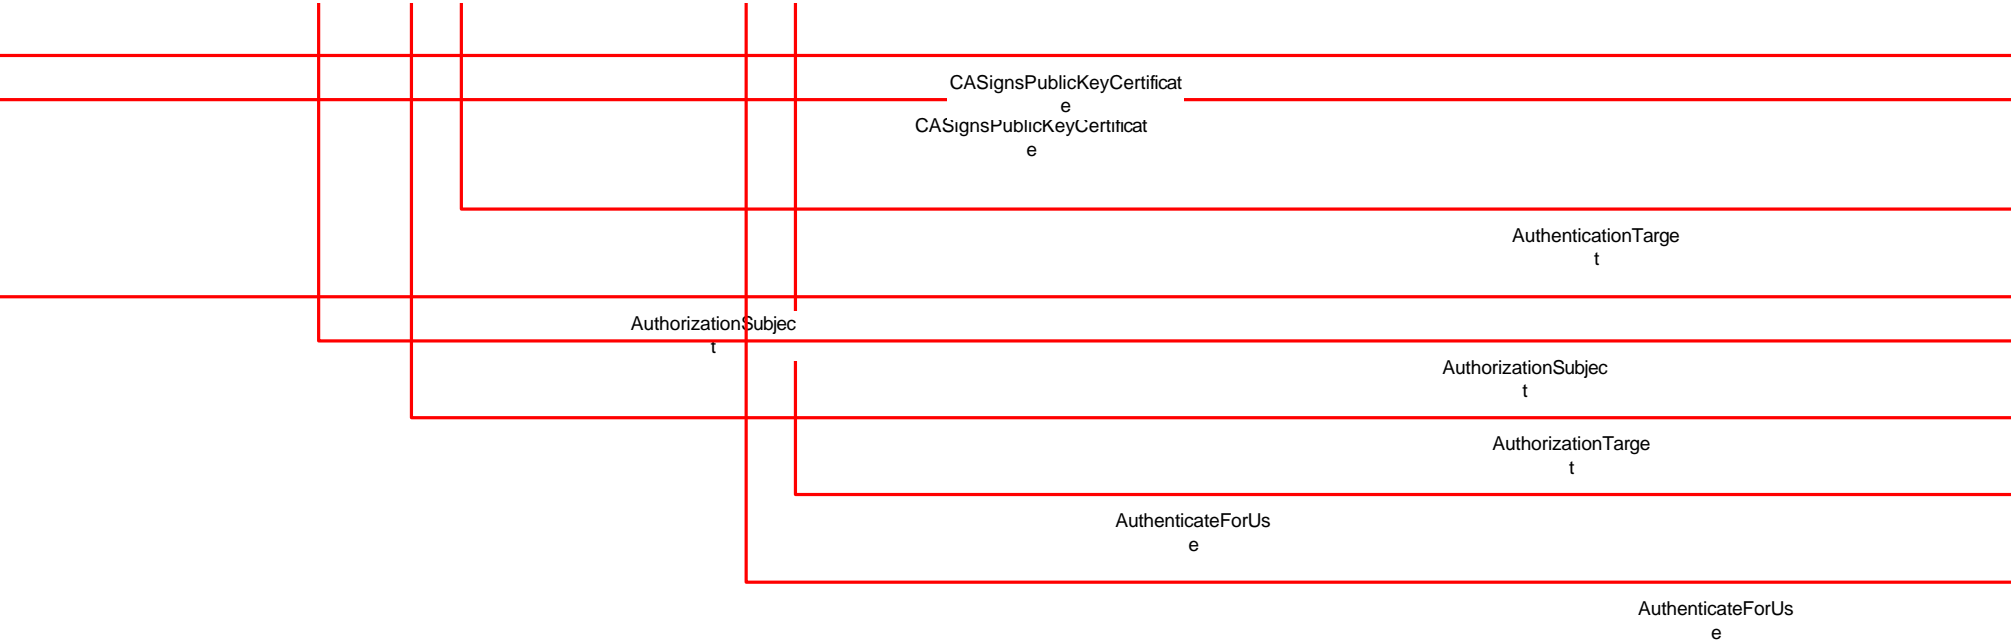 CASignsPublicKeyCertificat
e
CASignsPublicKeyCertificat
e
AuthenticationTarge
t
AuthorizationSubjec
t
AuthorizationSubjec
t
AuthorizationTarge
t
AuthenticateForUs
e
AuthenticateForUs
e